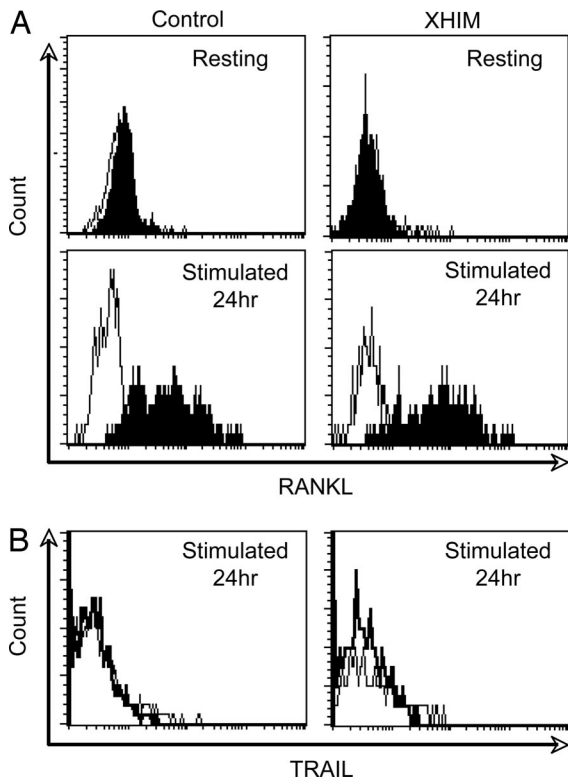 A
Control
XHIM
Resting
Resting
Count
Stimulated
24hr
Stimulated
24hr
RANKL
B
Stimulated
24hr
Stimulated
24hr
Count
TRAIL